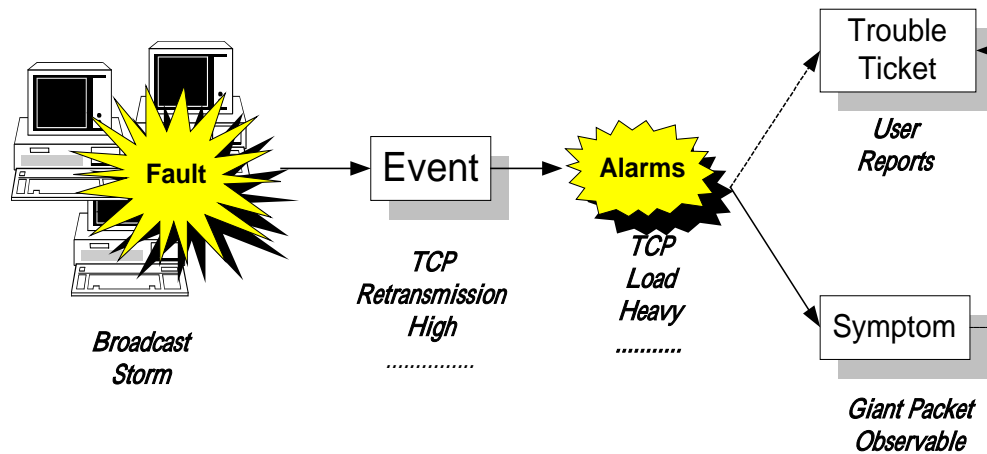 Fault
Broadcast
Storm
Event
TCP
Retransmission
High
...............
Alarms
TCP
Load
Heavy
...........
Trouble
Ticket
User
Reports
Symptom
Giant Packet
Observable